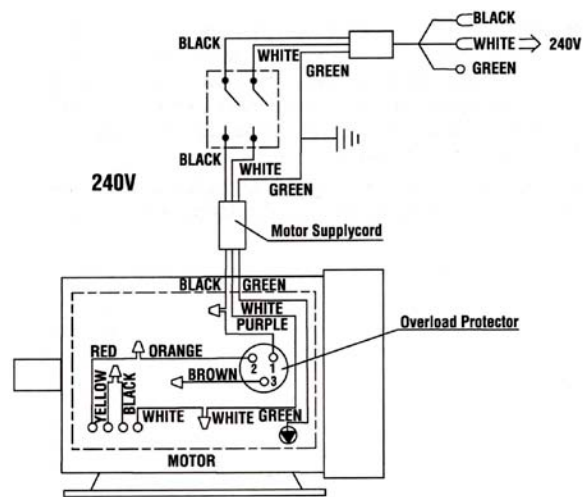 BLACK
BLACK
WHITE
WHITE
240V
GREEN
GREEN
BLACK
WHITE
240V
GREEN
Motor Supplycord
BLACK
GREEN
WHITE
PURPLE
Overload Protector
RED
ORANGE
2
1
BROWN
3
YELLOW
BLACK
WHITE
WHITE
GREEN
MOTOR